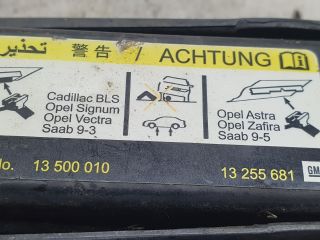 تحذير 警告 / ACHTUNG
Cadillac BLS
Opel Signum
Opel Vectra
Saab 9-3
Opel Astra
Opel Zafira
Saab 9-5
No. 13 500 010
13 255 681
GM